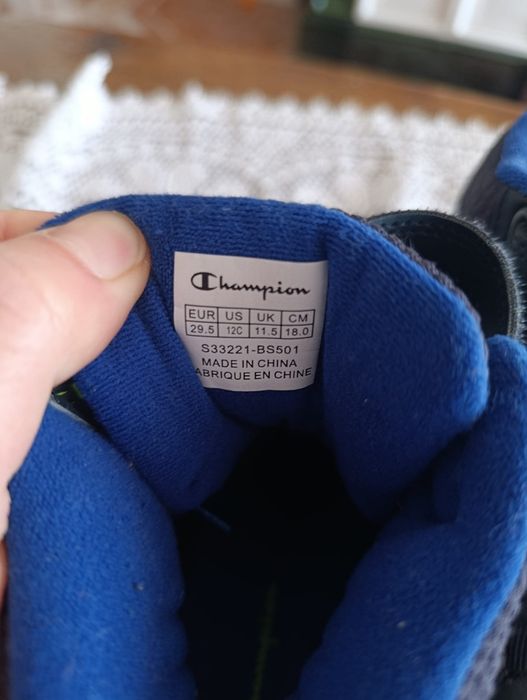 Champion
EUR US UK CM
29.5 12C 11.5 18.0
S33221-BS501
MADE IN CHINA
ABRIQUE EN CHINE